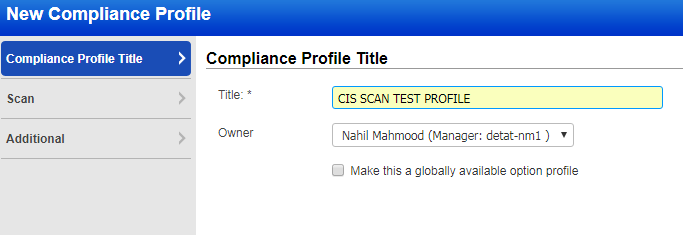 New Compliance Profile
Compliance Profile Title
Scan
Additional
Compliance Profile Title
Title: * CIS SCAN TEST PROFILE
Owner Nahil Mahmood (Manager: detat-nm1 )
Make this a globally available option profile